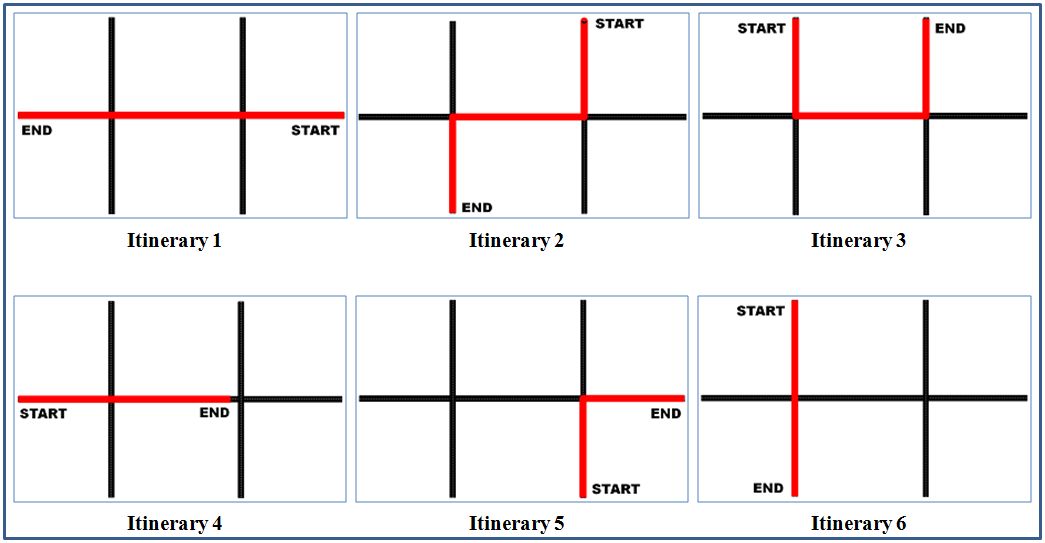 END
START
Itinerary 1
START
END
Itinerary 2
START
END
Itinerary 3
START
END
Itinerary 4
END
START
Itinerary 5
START
END
Itinerary 6